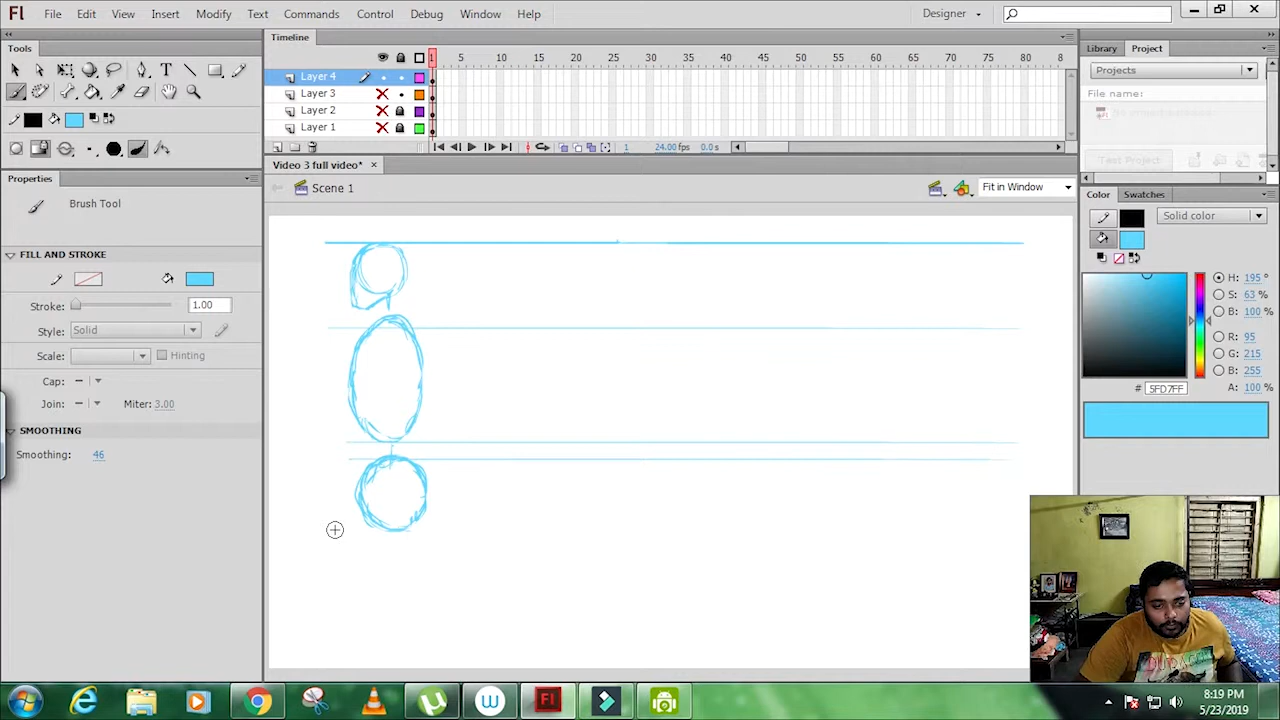 Fl File Edit View Insert Modify Text Commands Control Debug Window Help Designer
Tools
Timeline
Library Project
1 5 10 15 20 25 30 35 40 45 50 55 60 65 70 75 80 8
Layer 4
Layer 3
Layer 2
Layer 1
Projects
File name:
Test Project
1 24.00 fps 0.0 s
Video 3 full video*
Scene 1
Fit in Window
Properties
Brush Tool
FILL AND STROKE
Stroke: 1.00
Style: Solid
Scale: Hinting
Cap:
Join: Miter: 3.00
SMOOTHING
Smoothing: 46
Color Swatches
Solid color
H: 195 °
S: 63 %
B: 100 %
R: 95
G: 215
B: 255
# 5FD7FF A: 100 %
8:19 PM
5/23/2019